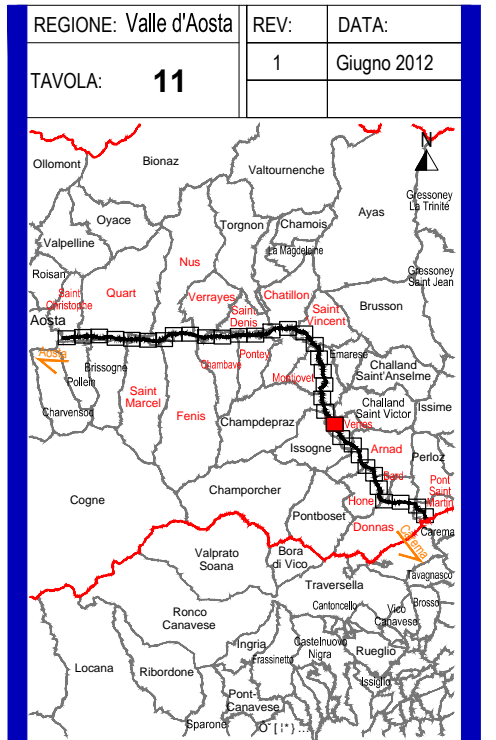 REGIONE: Valle d'Aosta
REV:
DATA:
TAVOLA: 11
1
Giugno 2012
N
Ollomont
Bionaz
Valtournenche
Gressoney
La Trinité
Ayas
Oyace
Torgnon
Chamois
Valpelline
La Magdeleine
Nus
Roisan
Gressoney
Saint Jean
Saint
Christophe
Quart
Verrayes
Chatillon
Saint
Denis
Saint
Vincent
Brusson
Aosta
Aosta
Brissogne
Chambave
Pontey
Emarese
Pollein
Montjovet
Challand
Saint'Anselme
Saint
Marcel
Charvensod
Fenis
Champdepraz
Challand
Saint Victor
Issime
Verres
Issogne
Arnad
Perloz
Bard
Pont
Saint
Martin
Champorcher
Cogne
Hone
Pontboset
Donnas
Carema
Carema
Valprato
Soana
Bora
di Vico
Tavagnasco
Traversella
Ronco
Canavese
Cantoncello
Vico
Canavese
Brosso
Ingria
Castelnuovo
Nigra
Rueglio
Frassinetto
Locana
Ribordone
Issiglio
Pont-
Canavese
Sparone